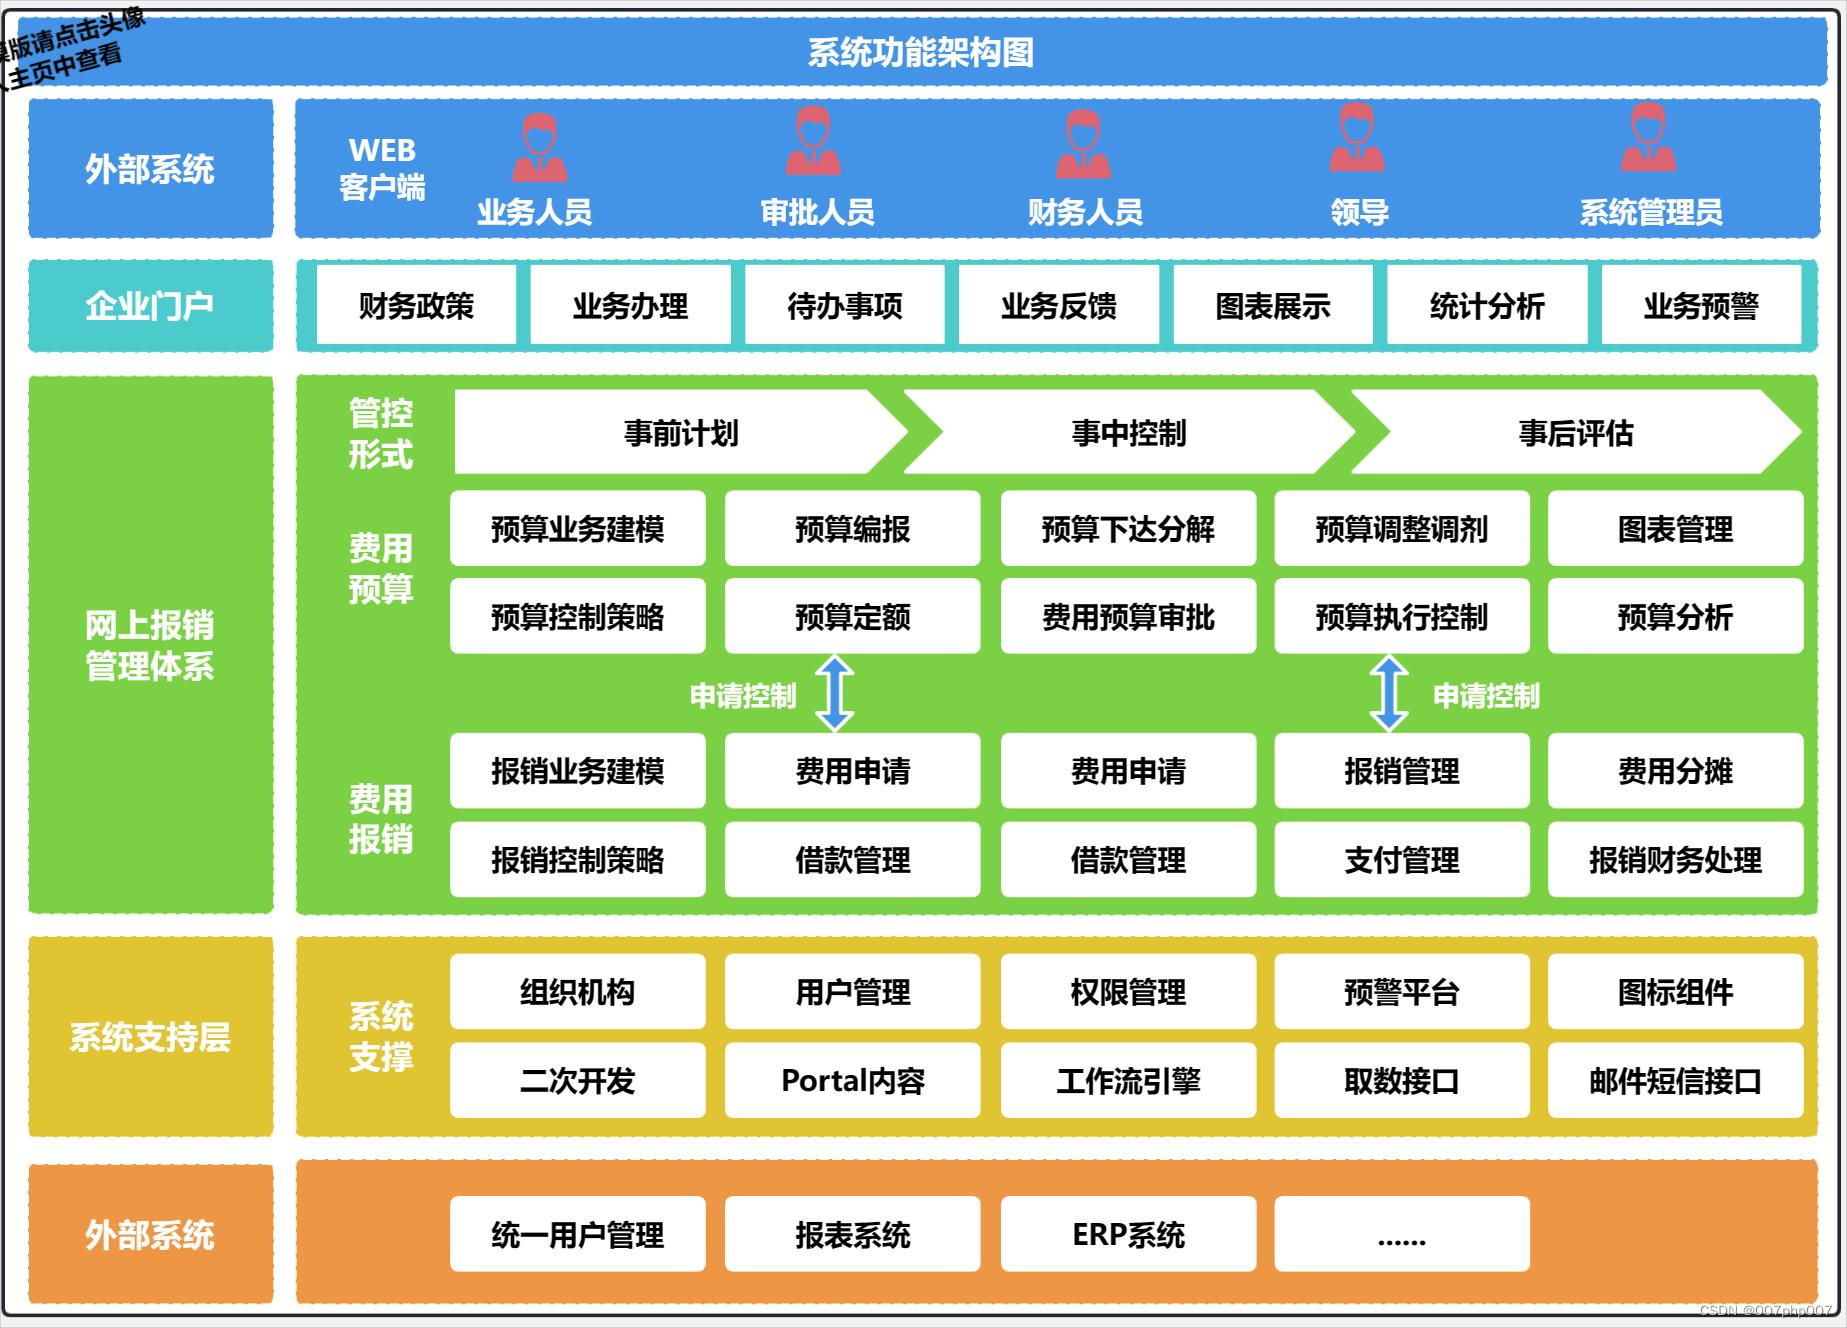 模版请点击头像
人主页中查看
系统功能架构图
外部系统
WEB
客户端
业务人员
审批人员
财务人员
领导
系统管理员
企业门户
财务政策
业务办理
待办事项
业务反馈
图表展示
统计分析
业务预警
网上报销
管理体系
管控
形式
事前计划
事中控制
事后评估
费用
预算
预算业务建模
预算编报
预算下达分解
预算调整调剂
图表管理
预算控制策略
预算定额
费用预算审批
预算执行控制
预算分析
申请控制
申请控制
费用
报销
报销业务建模
费用申请
费用申请
报销管理
费用分摊
报销控制策略
借款管理
借款管理
支付管理
报销财务处理
系统支持层
系统
支撑
组织机构
用户管理
权限管理
预警平台
图标组件
二次开发
Portal内容
工作流引擎
取数接口
邮件短信接口
外部系统
统一用户管理
报表系统
ERP系统
......
CSDN @007php007